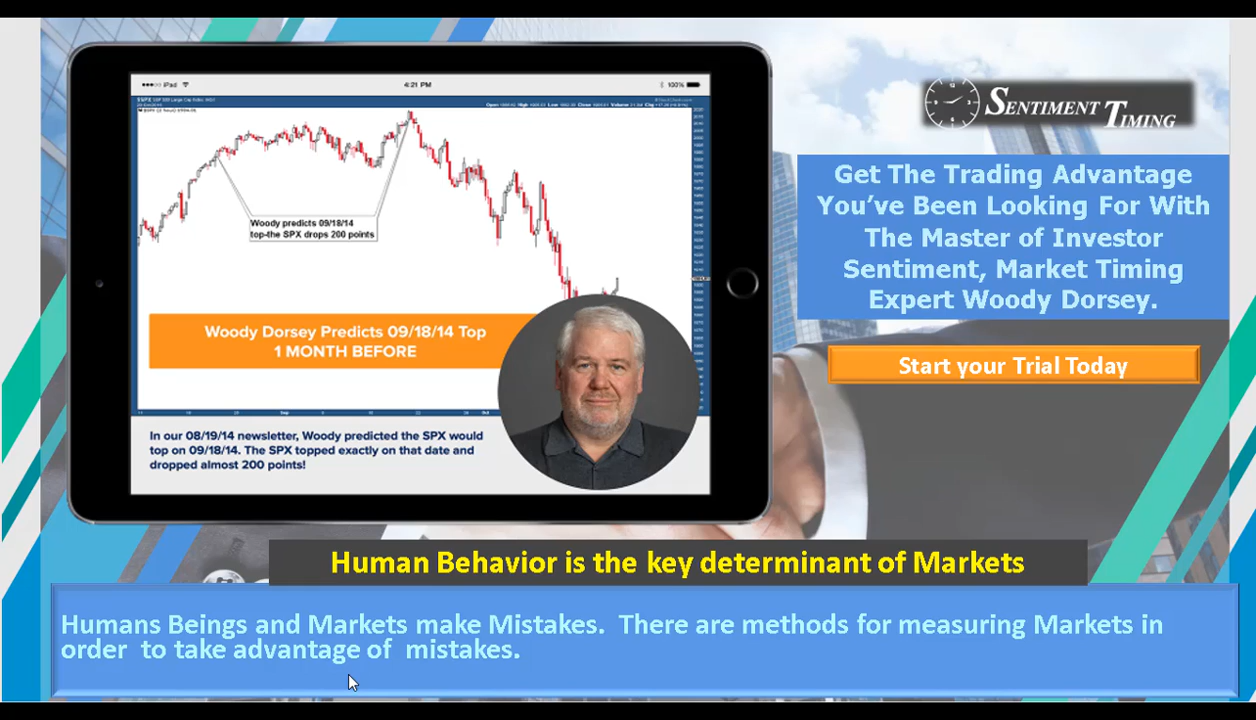 iPad
4:21 PM
100%
Woody predicts 09/18/14
top-the SPX drops 200 points
Woody Dorsey Predicts 09/18/14 Top
1 MONTH BEFORE
In our 08/19/14 newsletter, Woody predicted the SPX would
top on 09/18/14. The SPX topped exactly on that date and
dropped almost 200 points!
SENTIMENT TIMING
Get The Trading Advantage
You've Been Looking For With
The Master of Investor
Sentiment, Market Timing
Expert Woody Dorsey.
Start your Trial Today
Human Behavior is the key determinant of Markets
Humans Beings and Markets make Mistakes.  There are methods for measuring Markets in
order  to take advantage of  mistakes.